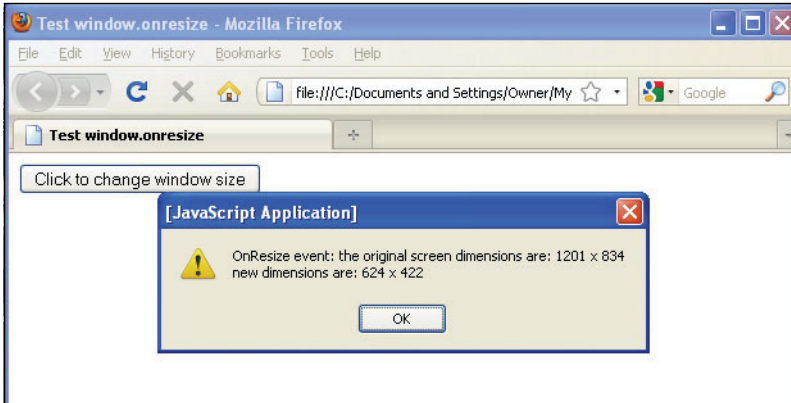 Test window.onresize - Mozilla Firefox
File Edit View History Bookmarks Tools Help
file:///C:/Documents and Settings/Owner/My
Google
Test window.onresize
Click to change window size
[JavaScript Application]
OnResize event: the original screen dimensions are: 1201 x 834
new dimensions are: 624 x 422
OK